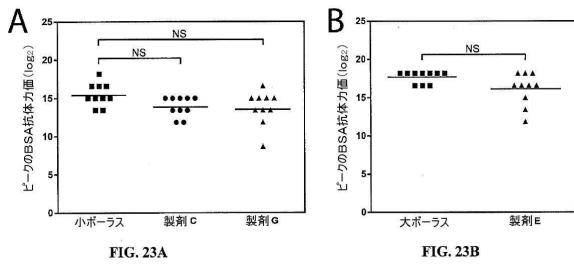 A
ピークのBSA抗体力価(log2)
25
20
15
10
5
0
NS
NS
小ボーラス
製剤 C
製剤 G
FIG. 23A
B
ピークのBSA抗体力価(log2)
25
20
15
10
5
0
NS
大ボーラス
製剤 E
FIG. 23B